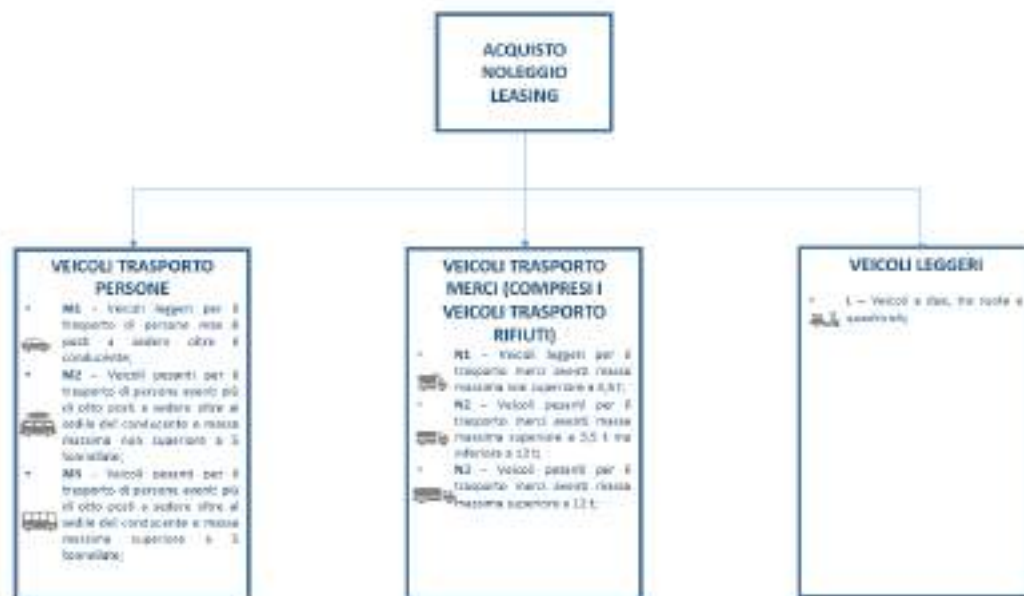 ACQUISTO
NOLEGGIO
LEASING
VEICOLI TRASPORTO
PERSONE
M1 - Veicoli leggeri per il
trasporto di persone max 8
posti a sedere oltre il
conducente;
M2 - Veicoli pesanti per il
trasporto di persone aventi più
di otto posti a sedere oltre al
sedile del conducente e massa
massima non superiore a 5
tonnellate;
M3 - Veicoli pesanti per il
trasporto di persone aventi più
di otto posti a sedere oltre al
sedile del conducente e massa
massima superiore a 5
tonnellate;
VEICOLI TRASPORTO
MERCI (COMPRESI I
VEICOLI TRASPORTO
RIFIUTI)
N1 - Veicoli leggeri per il
trasporto merci aventi massa
massima non superiore a 3,5 t;
N2 - Veicoli pesanti per il
trasporto merci aventi massa
massima superiore a 3,5 t ma
inferiore a 12 t;
N3 - Veicoli pesanti per il
trasporto merci aventi massa
massima superiore a 12 t;
VEICOLI LEGGERI
L – Veicoli a due, tre ruote e
quadricicli;